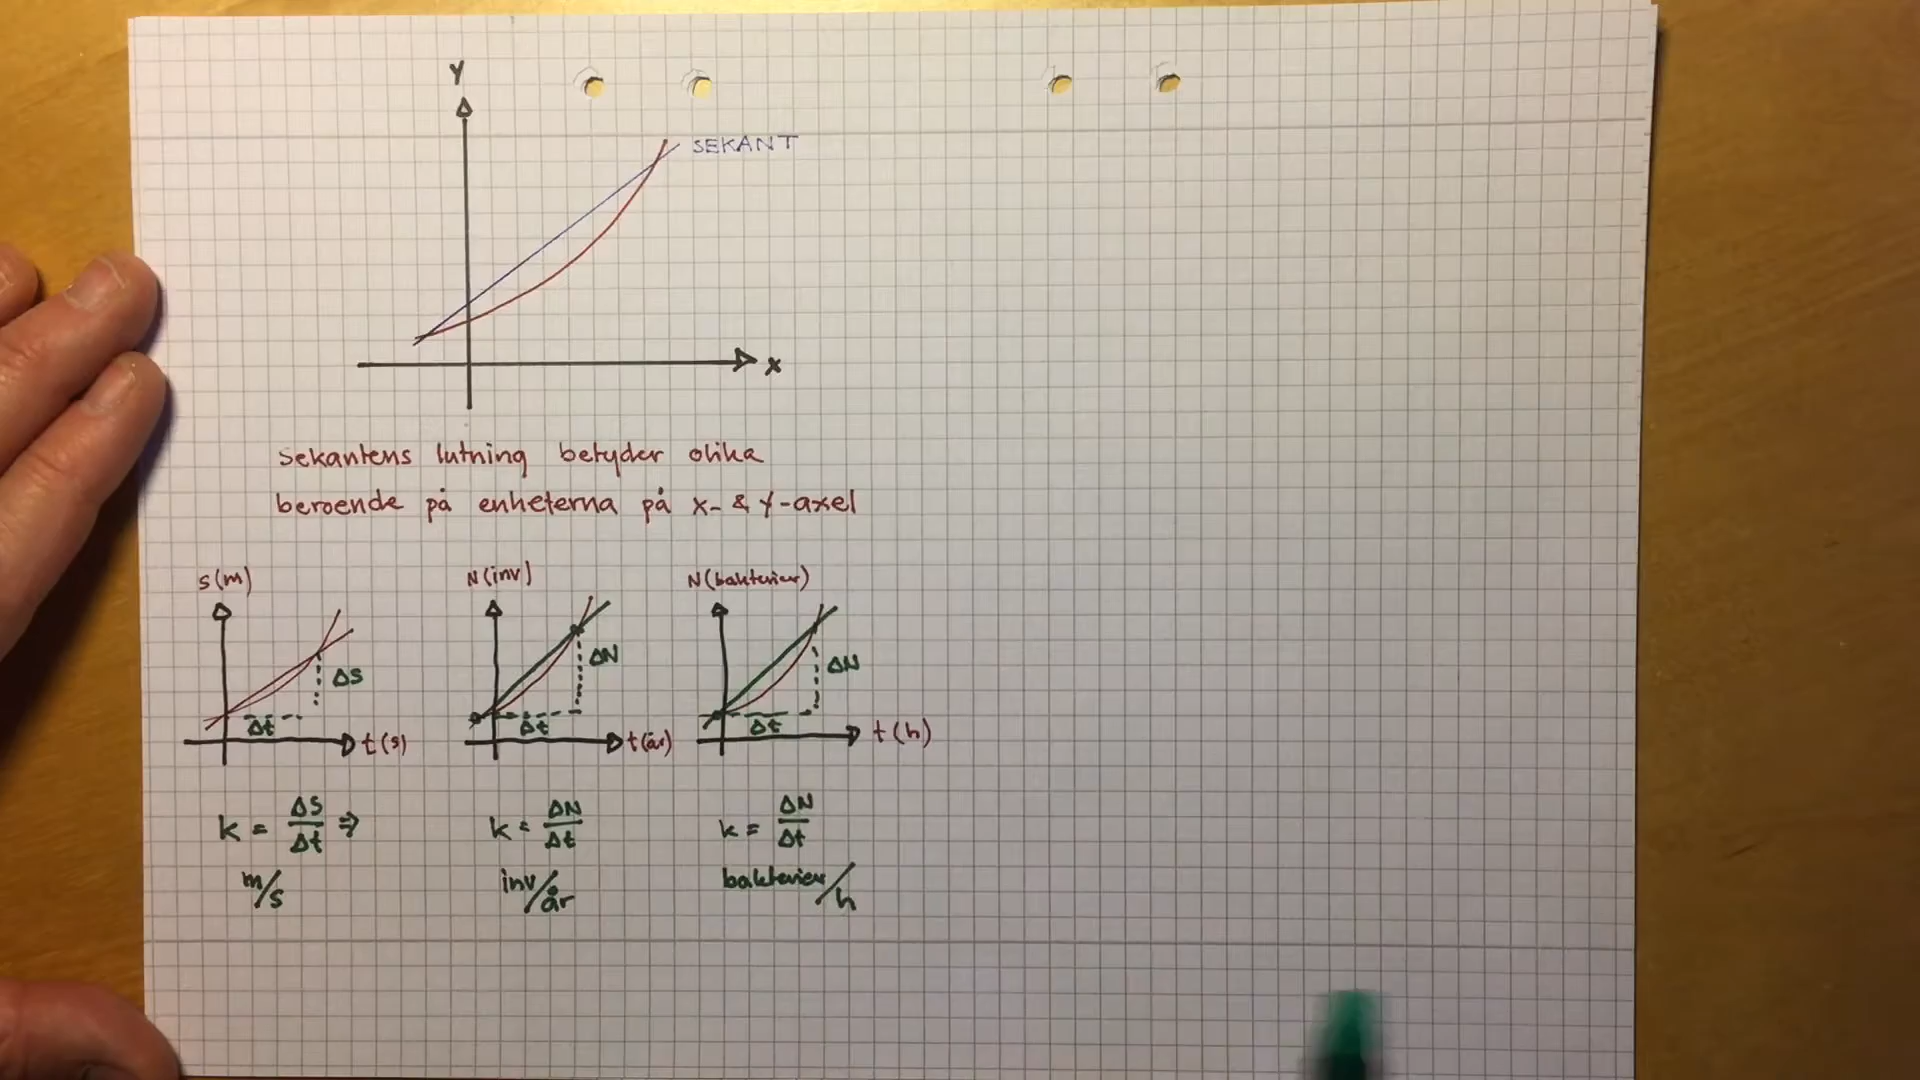 Y
SEKANT
X
Sekantens lutning betyder olika
beroende på enheterna på X- & Y-axel
S(m)
ΔS
Δt
t(s)
k = ΔS/Δt ⇒
m/s
N(inv)
ΔN
Δt
t(år)
k = ΔN/Δt
inv/år
N(bakterier)
ΔN
Δt
t(h)
k = ΔN/Δt
bakterier/h